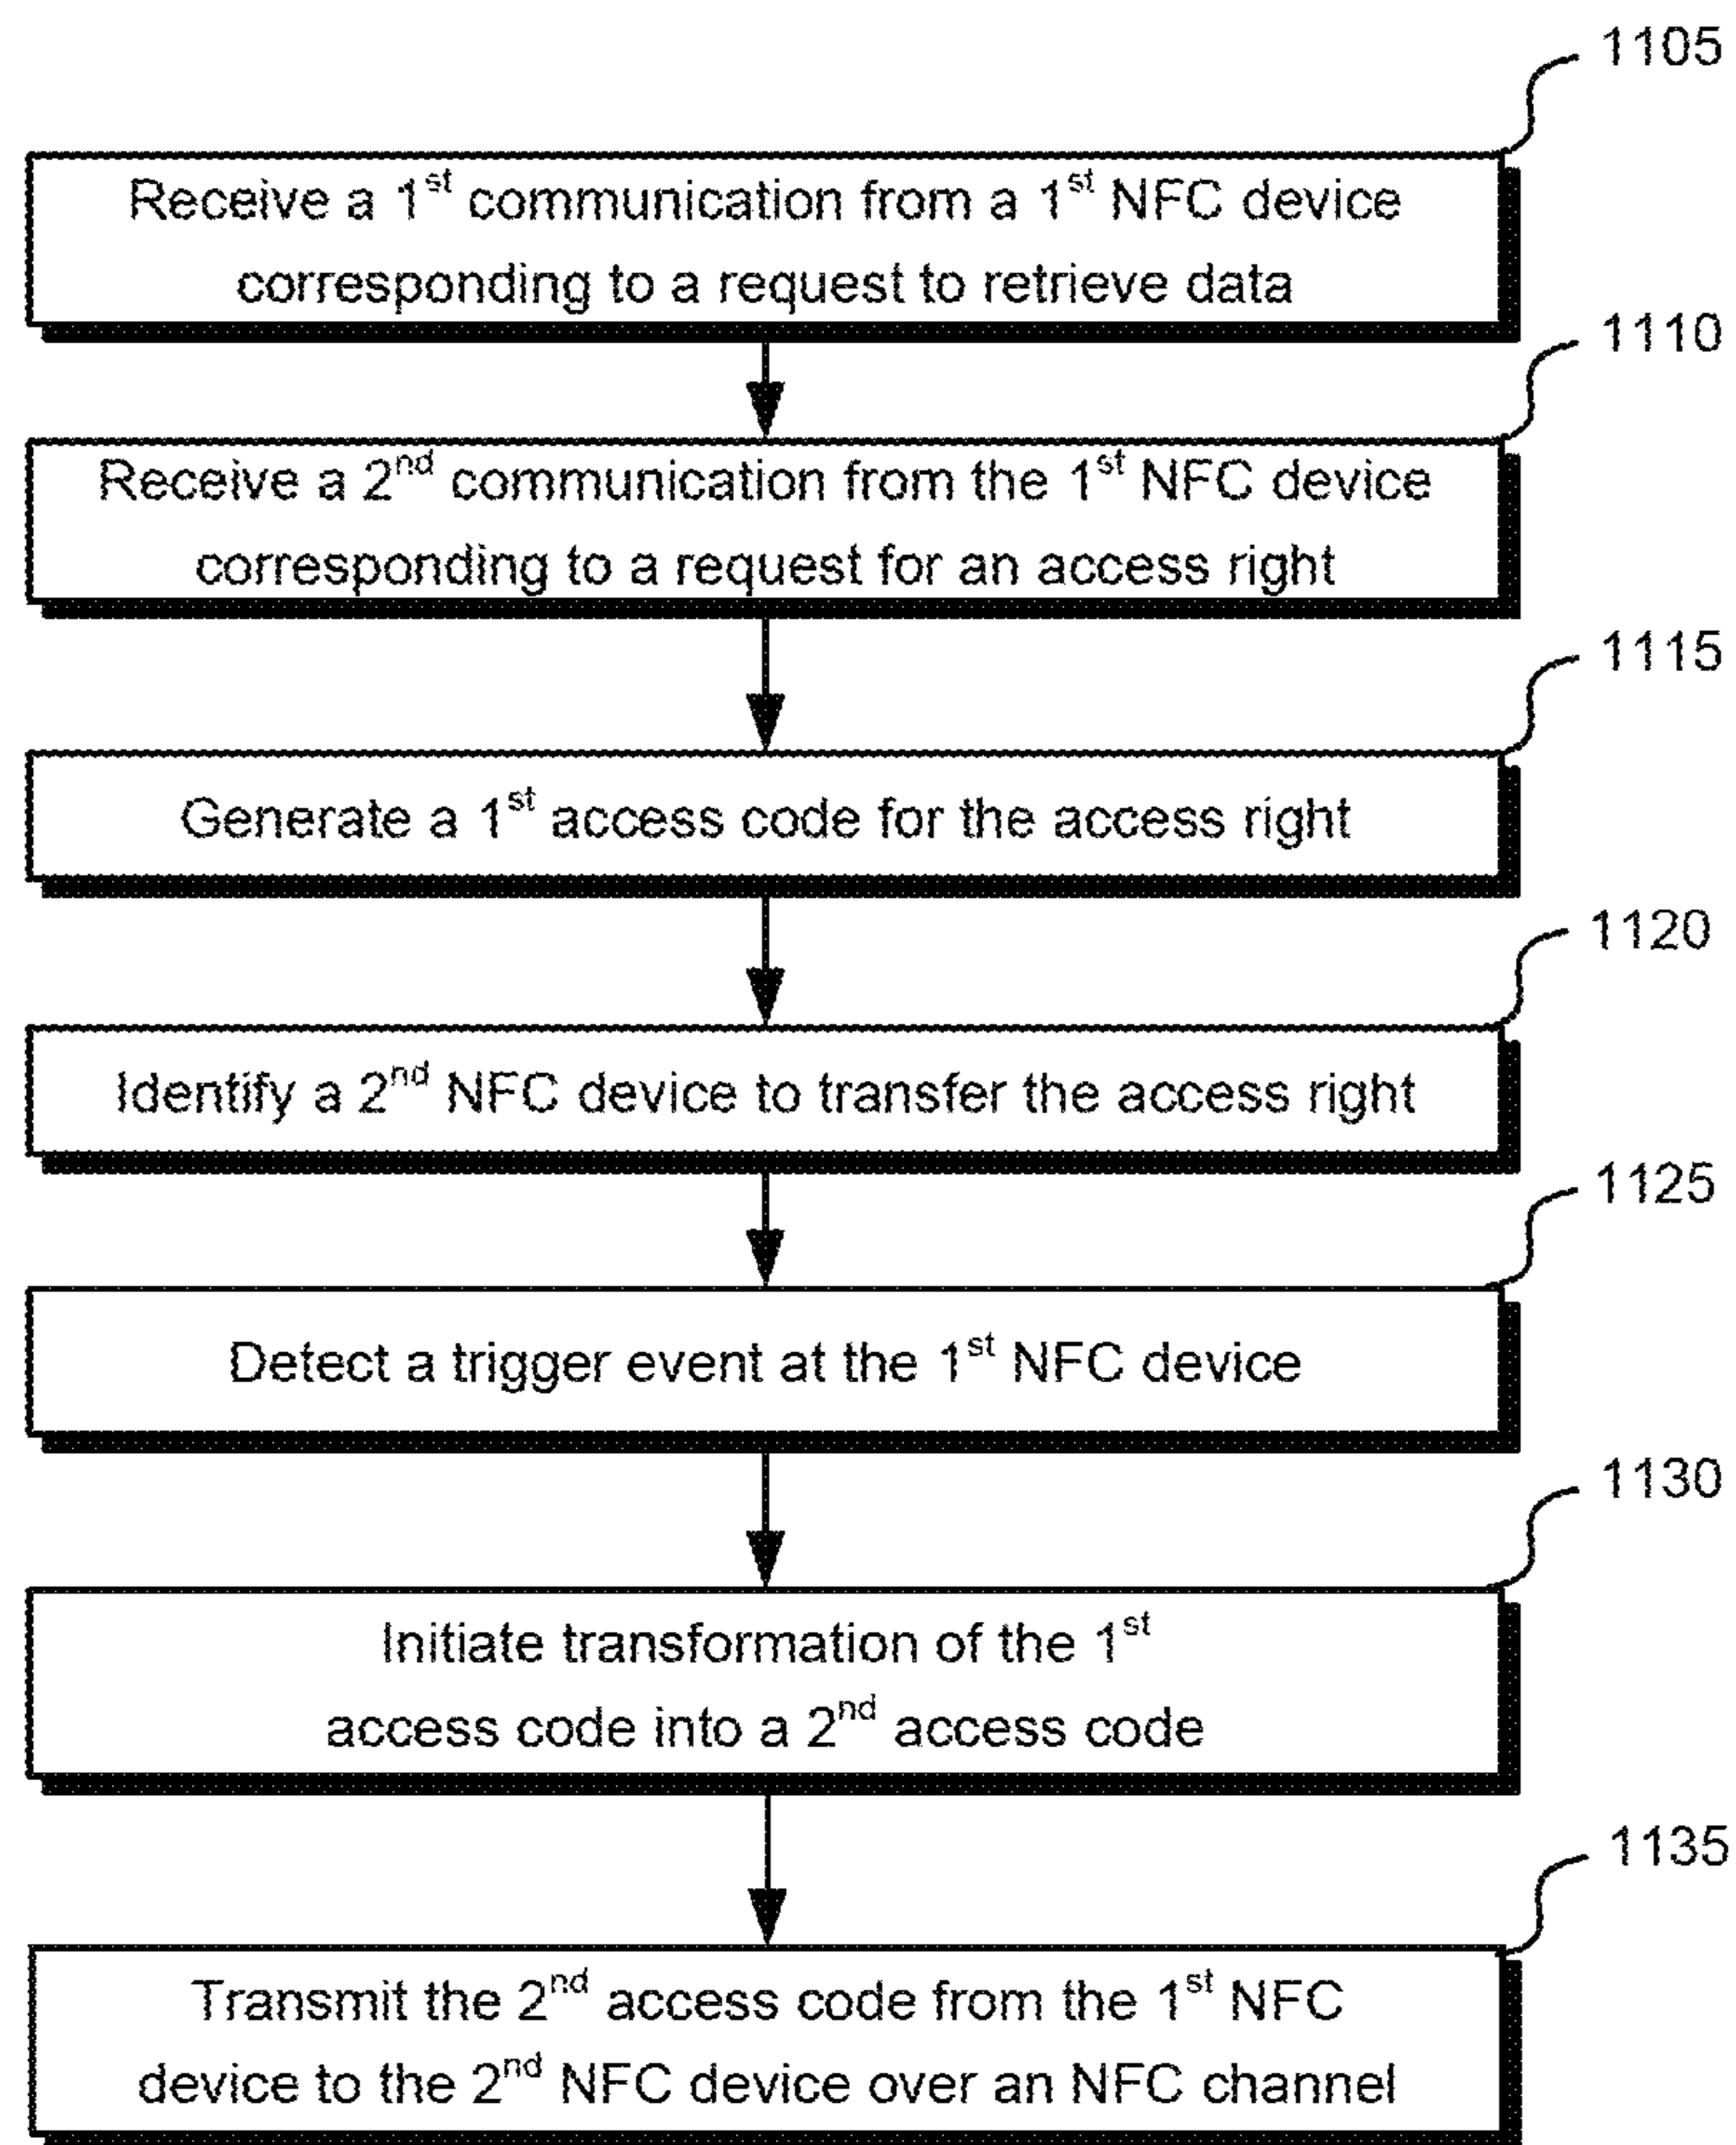 1105
Receive a 1st communication from a 1st NFC device
corresponding to a request to retrieve data
1110
Receive a 2nd communication from the 1st NFC device
corresponding to a request for an access right
1115
Generate a 1st access code for the access right
1120
Identify a 2nd NFC device to transfer the access right
1125
Detect a trigger event at the 1st NFC device
1130
Initiate transformation of the 1st
access code into a 2nd access code
1135
Transmit the 2nd access code from the 1st NFC
device to the 2nd NFC device over an NFC channel